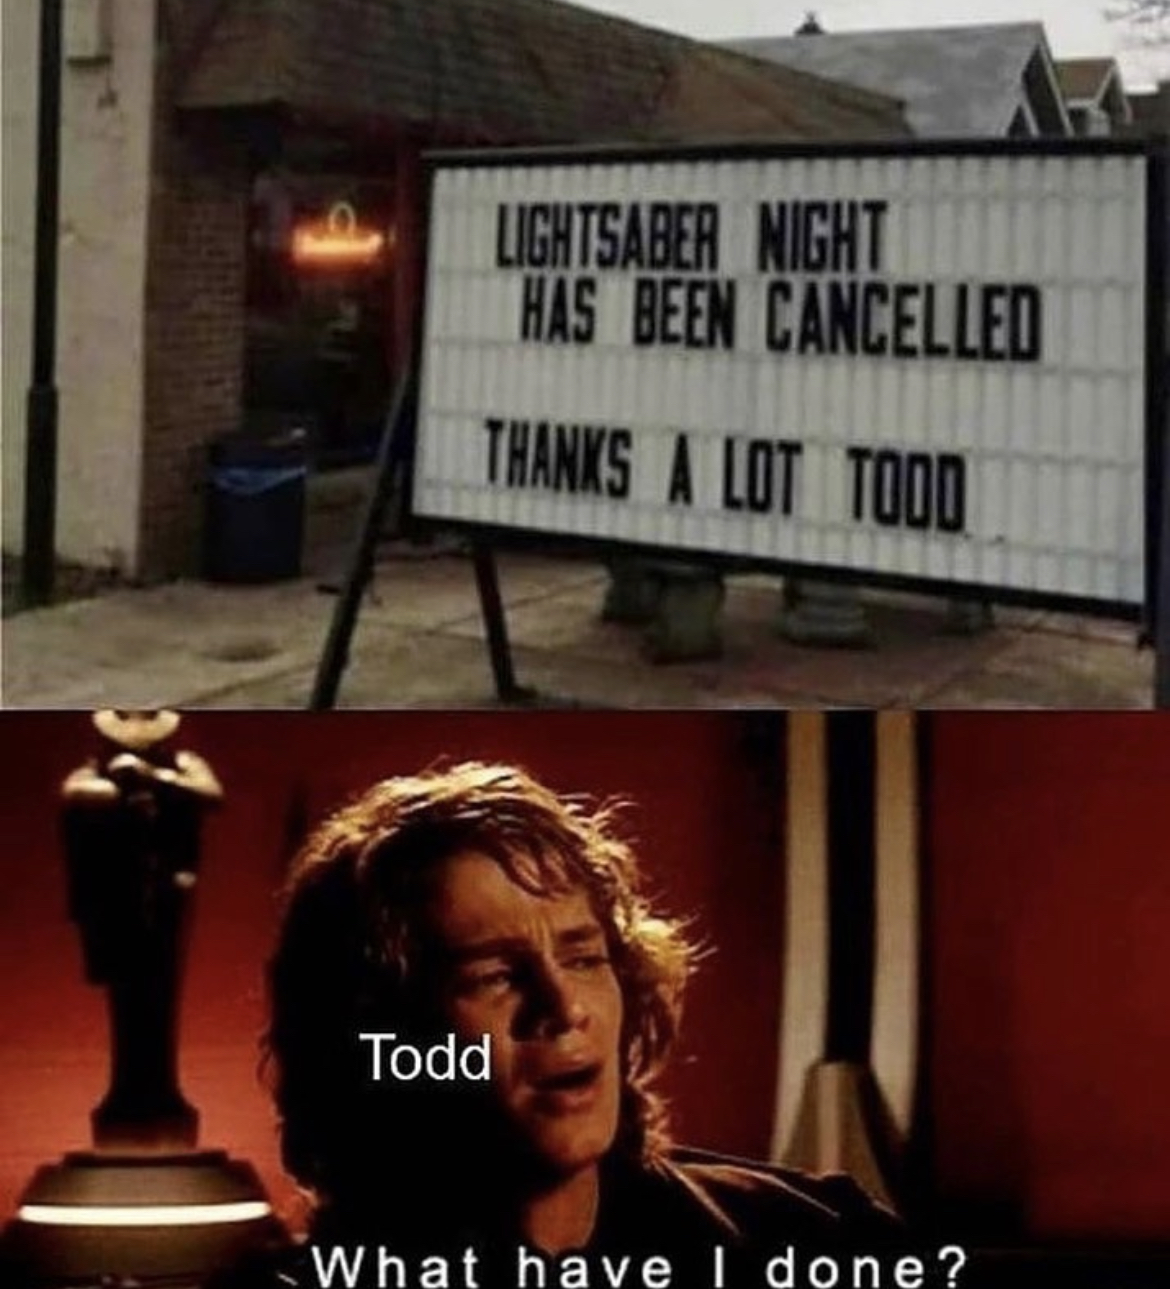 LIGHTSABER NIGHT
HAS BEEN CANCELLED
THANKS A LOT TODD
Todd
What have I done?